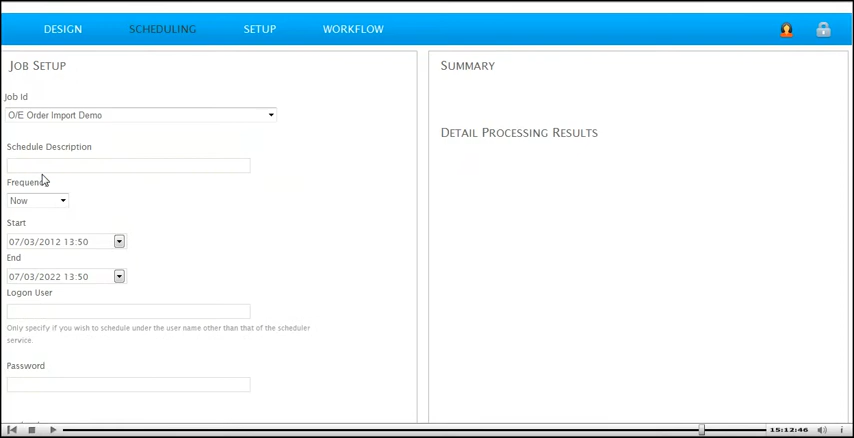 DESIGN SCHEDULING SETUP WORKFLOW
JOB SETUP
Job Id
O/E Order Import Demo
Schedule Description
Frequency
Now
Start
07/03/2012 13:50
End
07/03/2022 13:50
Logon User
Only specify if you wish to schedule under the user name other than that of the scheduler
service.
Password
SUMMARY
DETAIL PROCESSING RESULTS
15:12:46